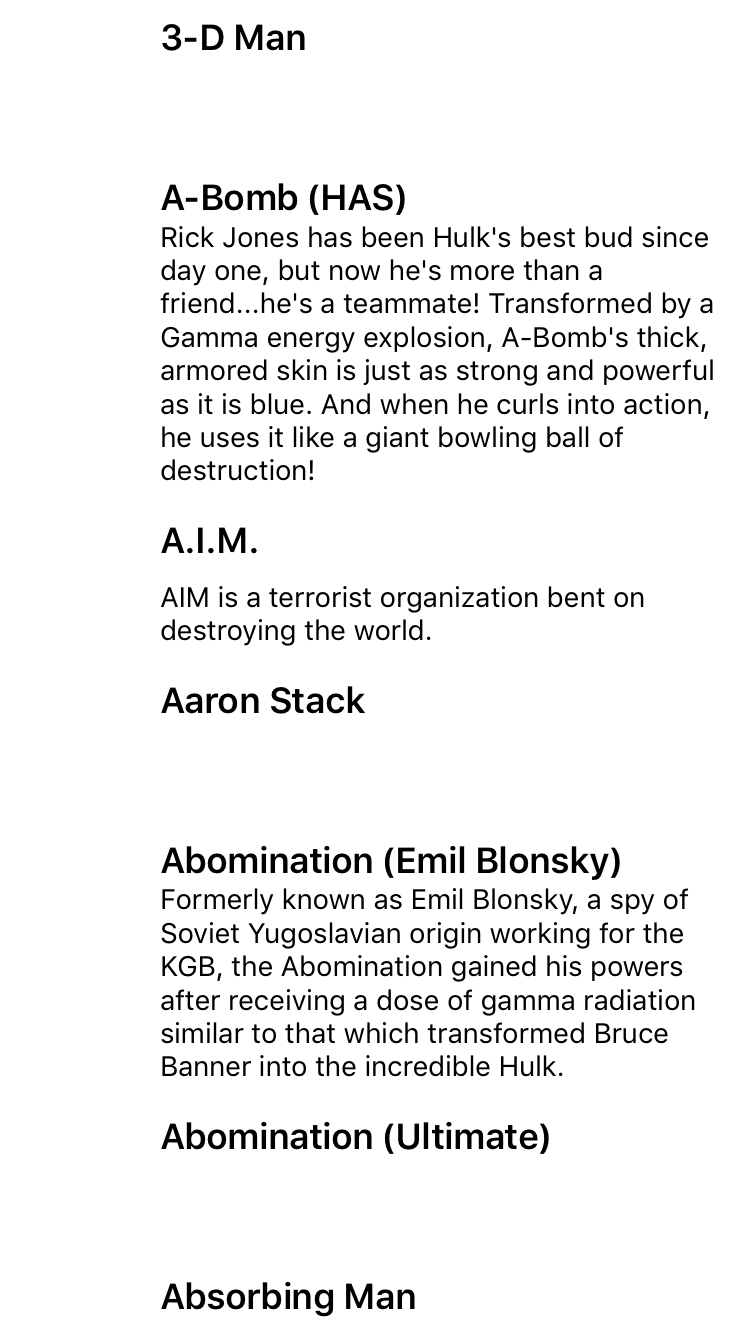 3-D Man
A-Bomb (HAS)
Rick Jones has been Hulk's best bud since
day one, but now he's more than a
friend...he's a teammate! Transformed by a
Gamma energy explosion, A-Bomb's thick,
armored skin is just as strong and powerful
as it is blue. And when he curls into action,
he uses it like a giant bowling ball of
destruction!
A.I.M.
AIM is a terrorist organization bent on
destroying the world.
Aaron Stack
Abomination (Emil Blonsky)
Formerly known as Emil Blonsky, a spy of
Soviet Yugoslavian origin working for the
KGB, the Abomination gained his powers
after receiving a dose of gamma radiation
similar to that which transformed Bruce
Banner into the incredible Hulk.
Abomination (Ultimate)
Absorbing Man